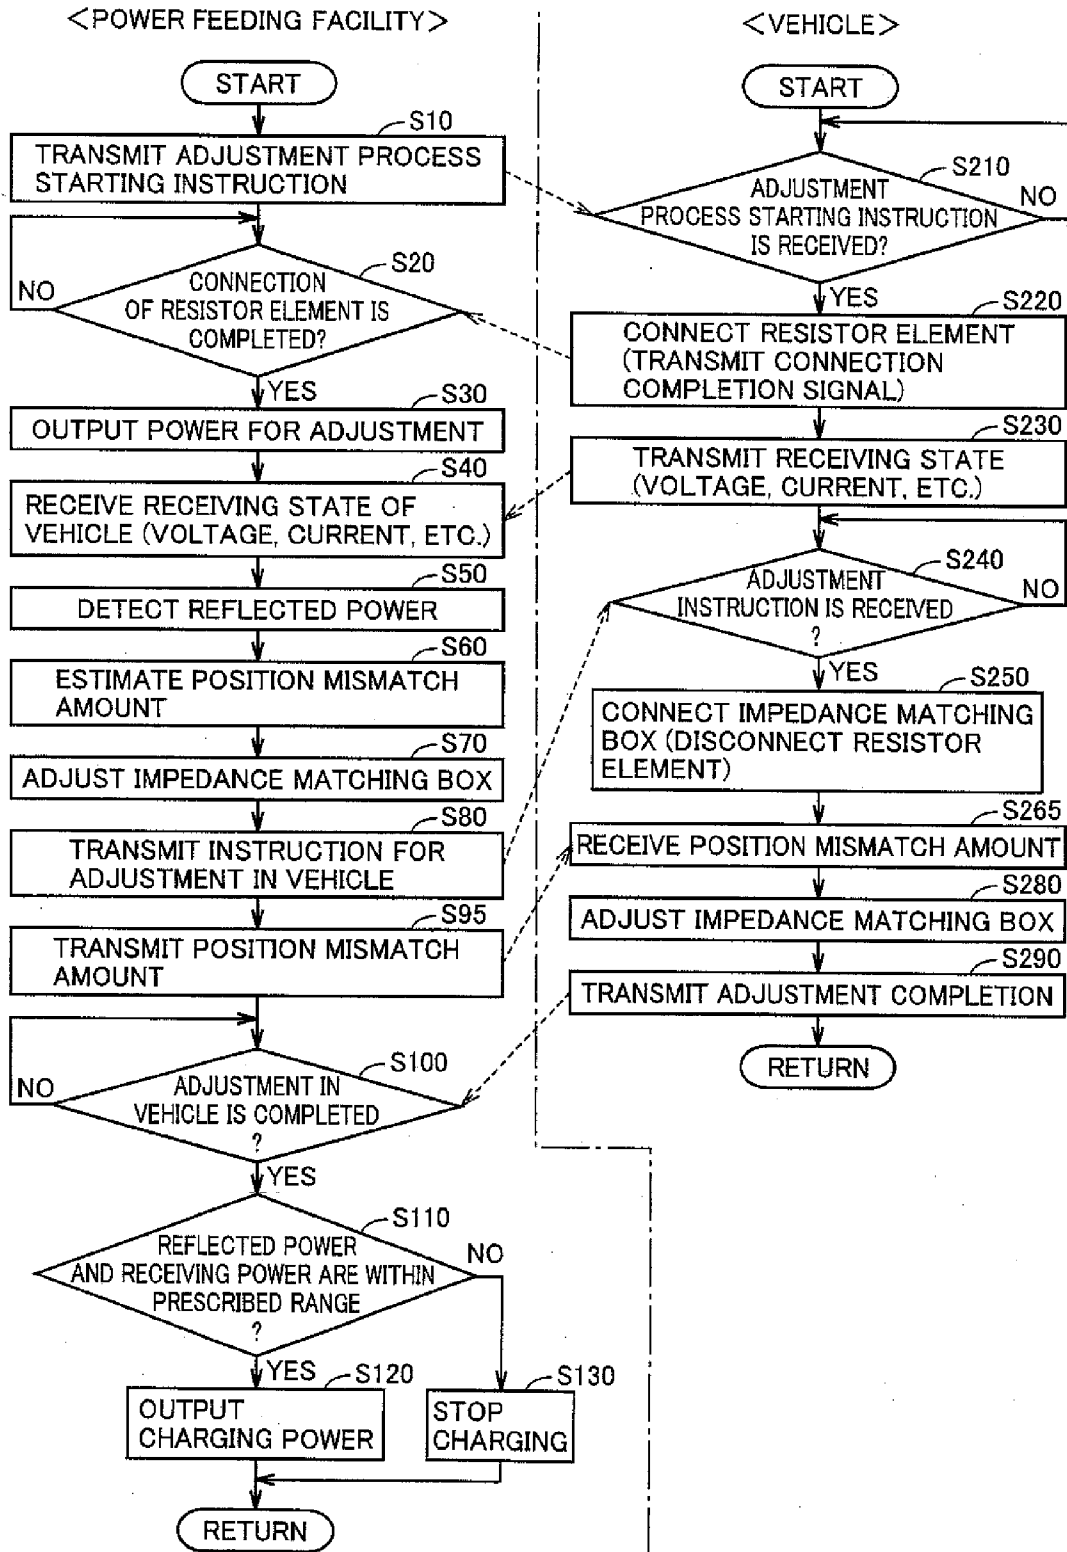 <POWER FEEDING FACILITY>
START
S10
TRANSMIT ADJUSTMENT PROCESS
STARTING INSTRUCTION
S20
NO
CONNECTION
OF RESISTOR ELEMENT IS
COMPLETED?
YES
S30
OUTPUT POWER FOR ADJUSTMENT
S40
RECEIVE RECEIVING STATE OF
VEHICLE (VOLTAGE, CURRENT, ETC.)
S50
DETECT REFLECTED POWER
S60
ESTIMATE POSITION MISMATCH
AMOUNT
S70
ADJUST IMPEDANCE MATCHING BOX
S80
TRANSMIT INSTRUCTION FOR
ADJUSTMENT IN VEHICLE
S95
TRANSMIT POSITION MISMATCH
AMOUNT
S100
NO
ADJUSTMENT IN
VEHICLE IS COMPLETED
?
YES
S110
REFLECTED POWER
AND RECEIVING POWER ARE WITHIN
PRESCRIBED RANGE
?
NO
YES
S120
OUTPUT
CHARGING POWER
S130
STOP
CHARGING
RETURN
<VEHICLE>
START
S210
ADJUSTMENT
PROCESS STARTING INSTRUCTION
IS RECEIVED?
NO
YES
S220
CONNECT RESISTOR ELEMENT
(TRANSMIT CONNECTION
COMPLETION SIGNAL)
S230
TRANSMIT RECEIVING STATE
(VOLTAGE, CURRENT, ETC.)
S240
ADJUSTMENT
INSTRUCTION IS RECEIVED
?
NO
YES
S250
CONNECT IMPEDANCE MATCHING
BOX (DISCONNECT RESISTOR
ELEMENT)
S265
RECEIVE POSITION MISMATCH AMOUNT
S280
ADJUST IMPEDANCE MATCHING BOX
S290
TRANSMIT ADJUSTMENT COMPLETION
RETURN